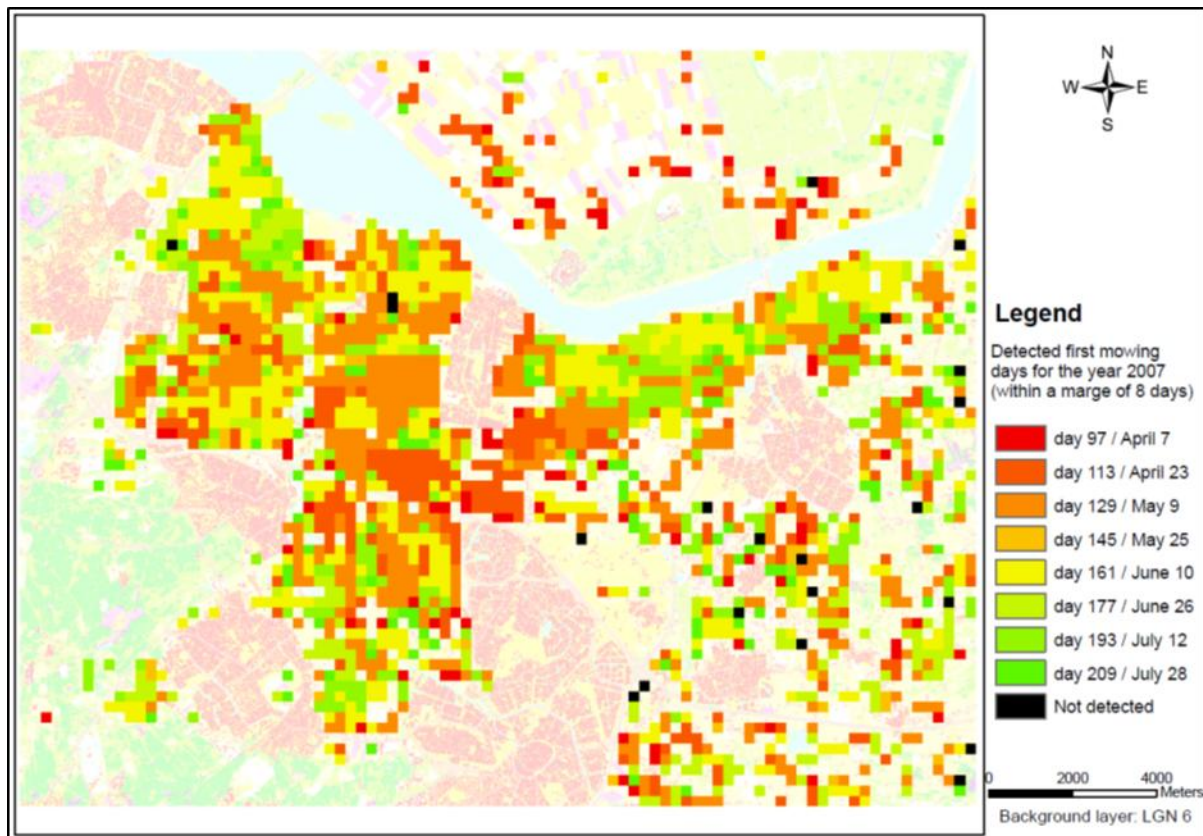 N
W E
S
Legend
Detected first mowing
days for the year 2007
(within a marge of 8 days)
day 97 / April 7
day 113 / April 23
day 129 / May 9
day 145 / May 25
day 161 / June 10
day 177 / June 26
day 193 / July 12
day 209 / July 28
Not detected
0 2000 4000
Meters
Background layer: LGN 6